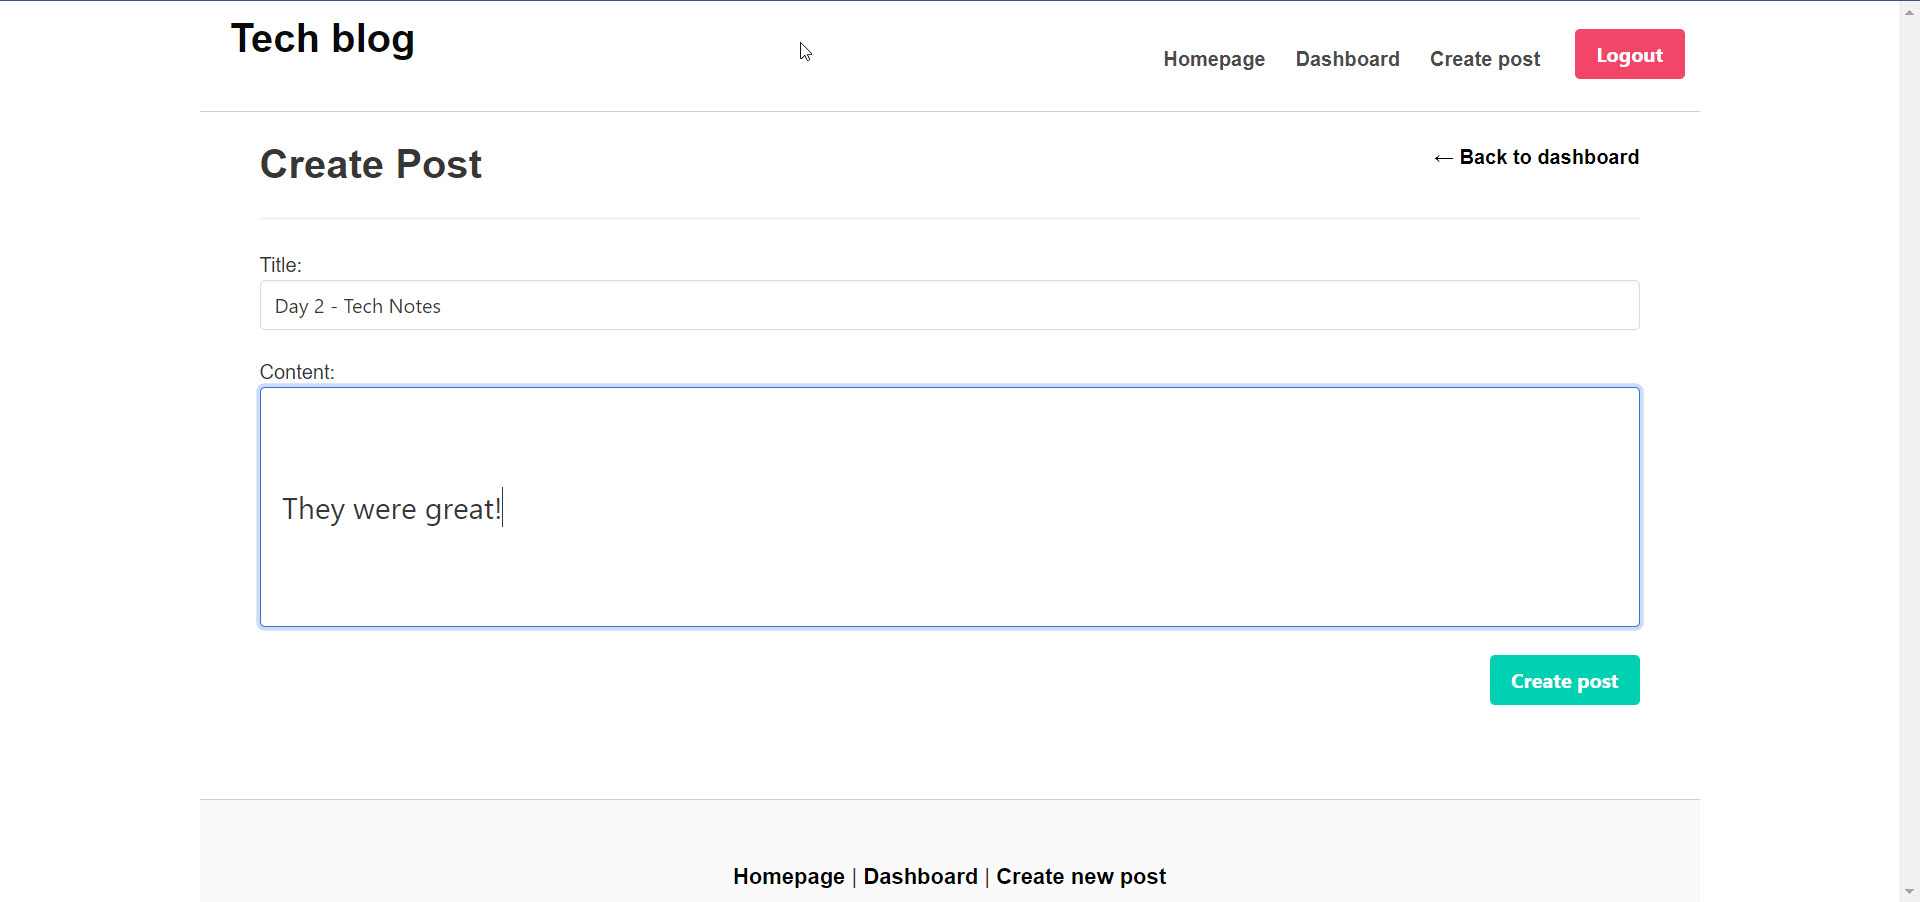 Tech blog
Homepage Dashboard Create post Logout
Create Post
← Back to dashboard
Title:
Day 2 - Tech Notes
Content:
They were great!
Create post
Homepage | Dashboard | Create new post